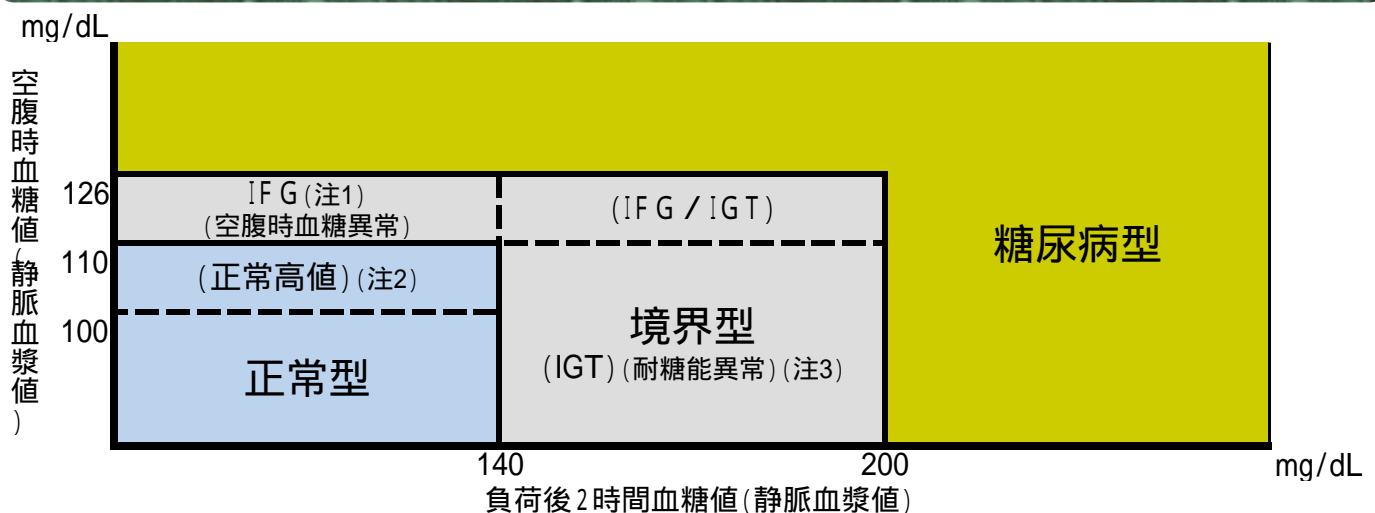 mg/dL
空腹時血糖値(静脈血漿値)
126
110
100
IFG(注1)
(空腹時血糖異常)
(IFG/IGT)
(正常高値)(注2)
正常型
境界型
(IGT)(耐糖能異常)(注3)
糖尿病型
140
200
mg/dL
負荷後2時間血糖値(静脈血漿値)